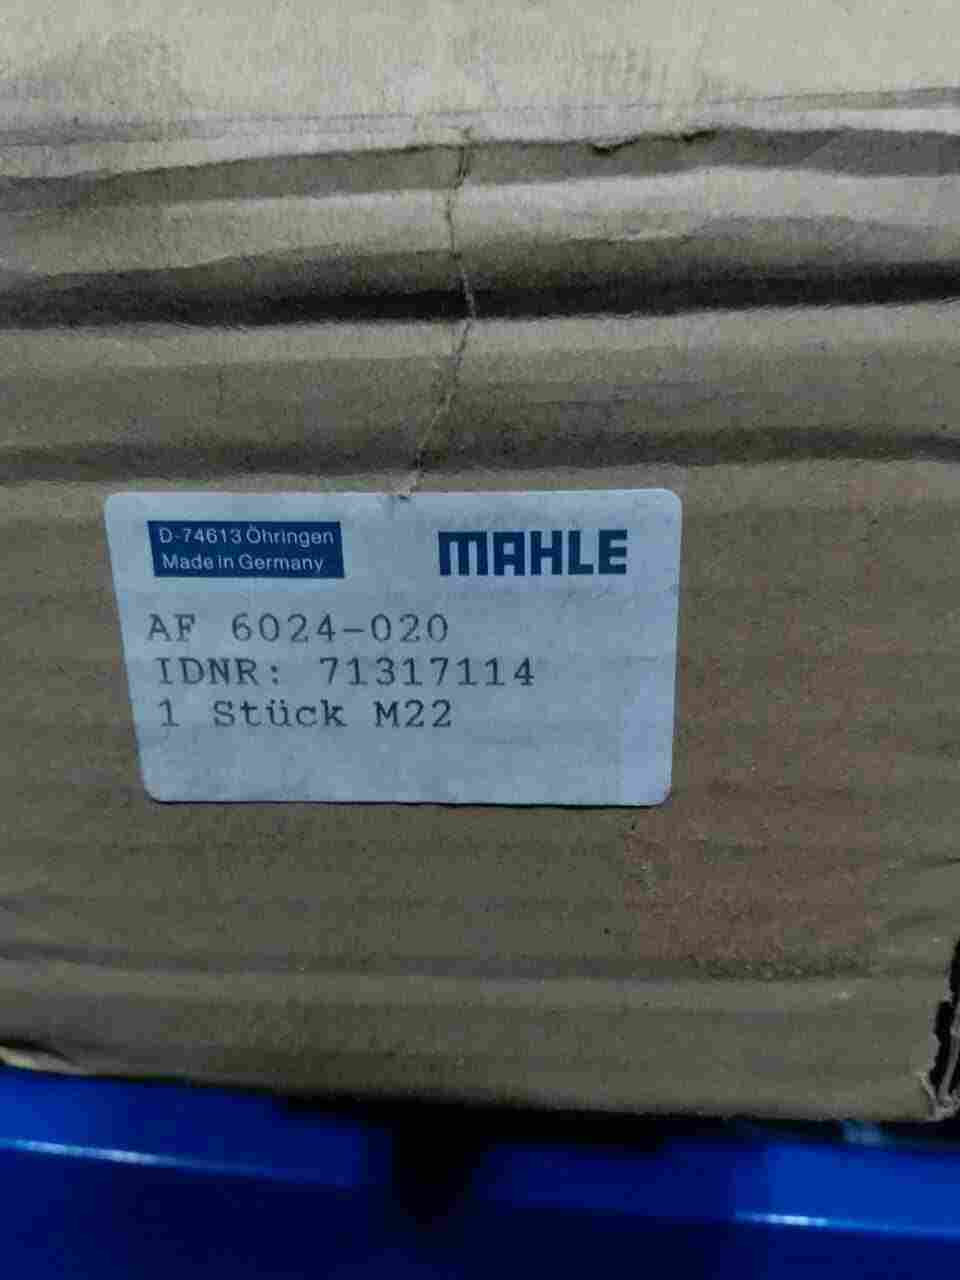 D-74613 Öhringen
Made in Germany
MAHLE
AF 6024-020
IDNR: 71317114
1 Stück M22